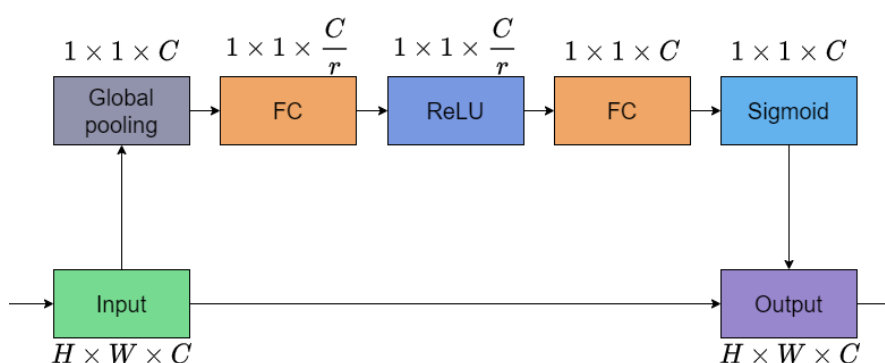 1 × 1 × C
1 × 1 × C/r
1 × 1 × C/r
1 × 1 × C
1 × 1 × C
Global
pooling
FC
ReLU
FC
Sigmoid
Input
Output
H × W × C
H × W × C